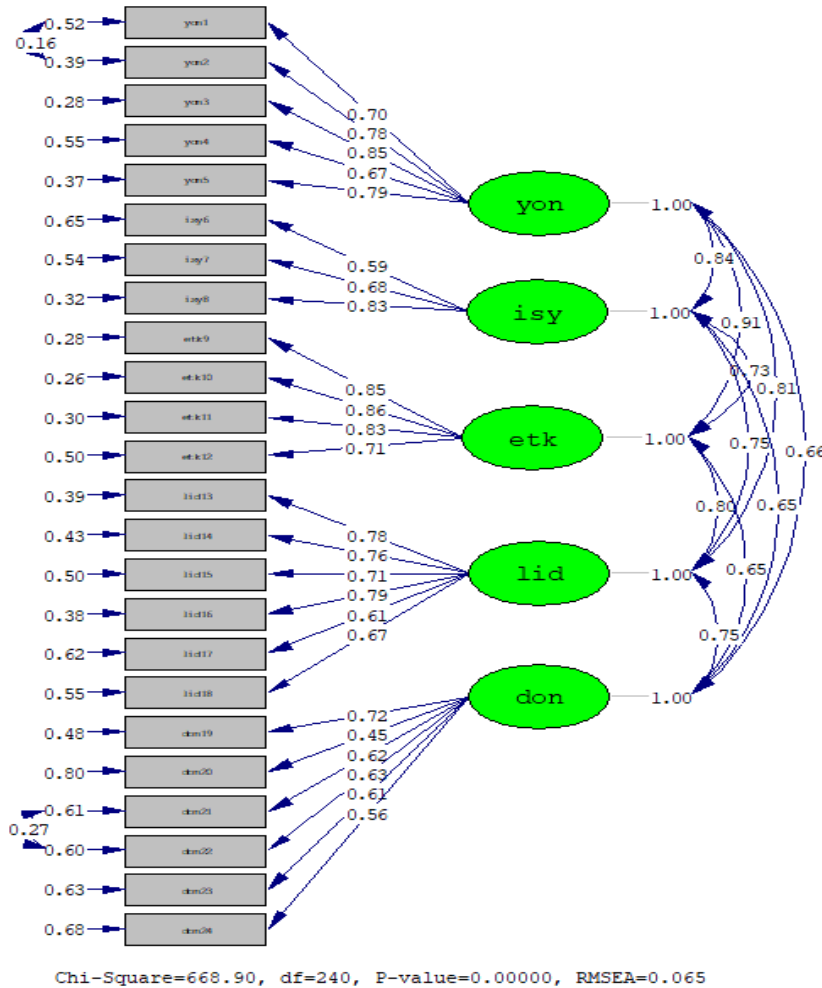 0.52 yon1
0.16
0.39 yon2
0.28 yon3
0.55 yon4
0.37 yon5
0.65 isy6
0.54 isy7
0.32 isy8
0.28 etk9
0.26 etk10
0.30 etk11
0.50 etk12
0.39 lid13
0.43 lid14
0.50 lid15
0.38 lid16
0.62 lid17
0.55 lid18
0.48 don19
0.80 don20
0.61 don21
0.27
0.60 don22
0.63 don23
0.68 don24
0.70
0.78
0.85
0.67
0.79
0.59
0.68
0.83
0.85
0.86
0.83
0.71
0.78
0.76
0.71
0.79
0.61
0.67
0.72
0.45
0.62
0.63
0.61
0.56
yon 1.00
isy 1.00
etk 1.00
lid 1.00
don 1.00
0.84
0.91
0.73
0.81
0.75
0.66
0.80
0.65
0.65
0.75
Chi-Square=668.90, df=240, P-value=0.00000, RMSEA=0.065